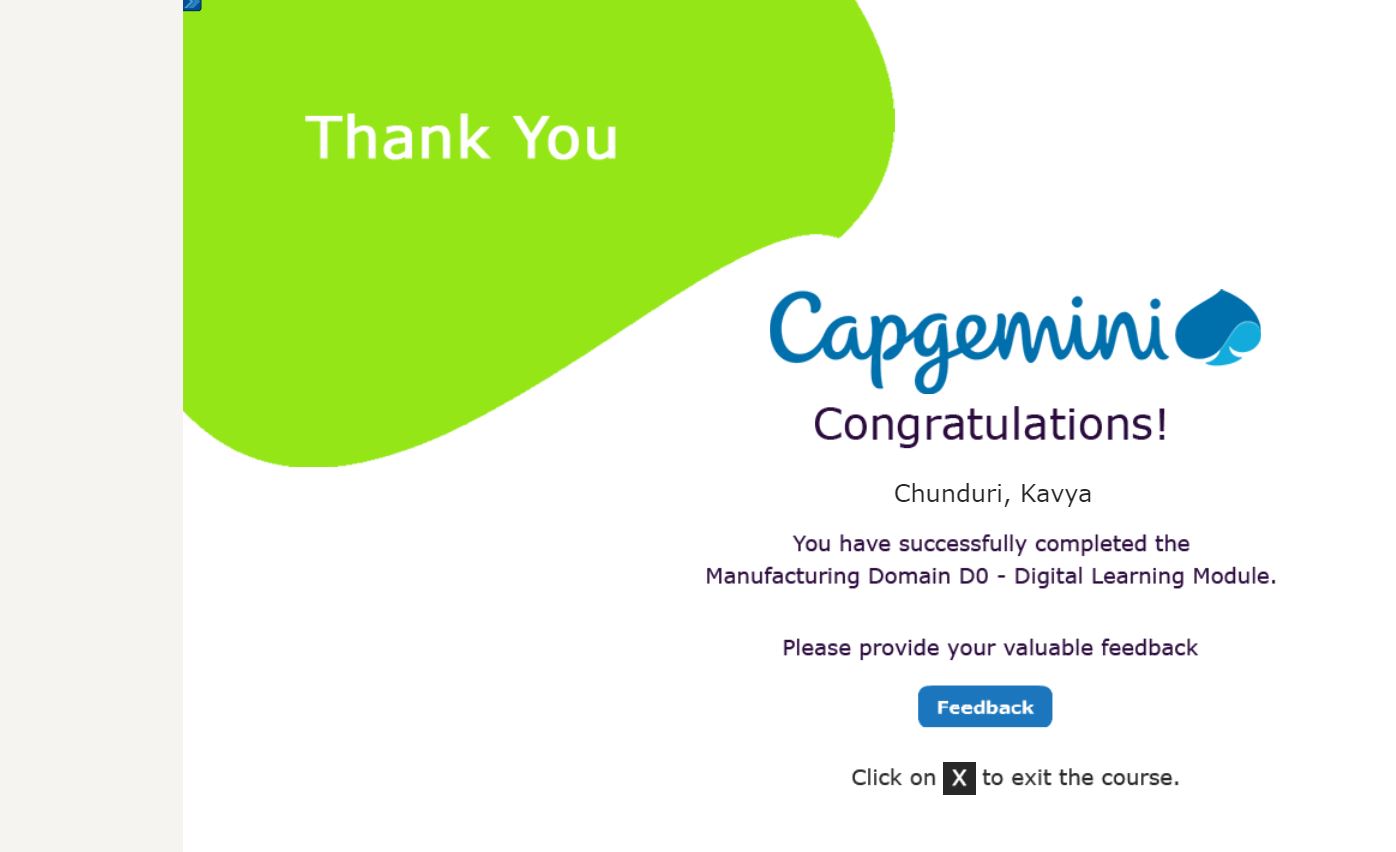 Thank You
Capgemini
Congratulations!
Chunduri, Kavya
You have successfully completed the
Manufacturing Domain D0 - Digital Learning Module.
Please provide your valuable feedback
Feedback
Click on X to exit the course.